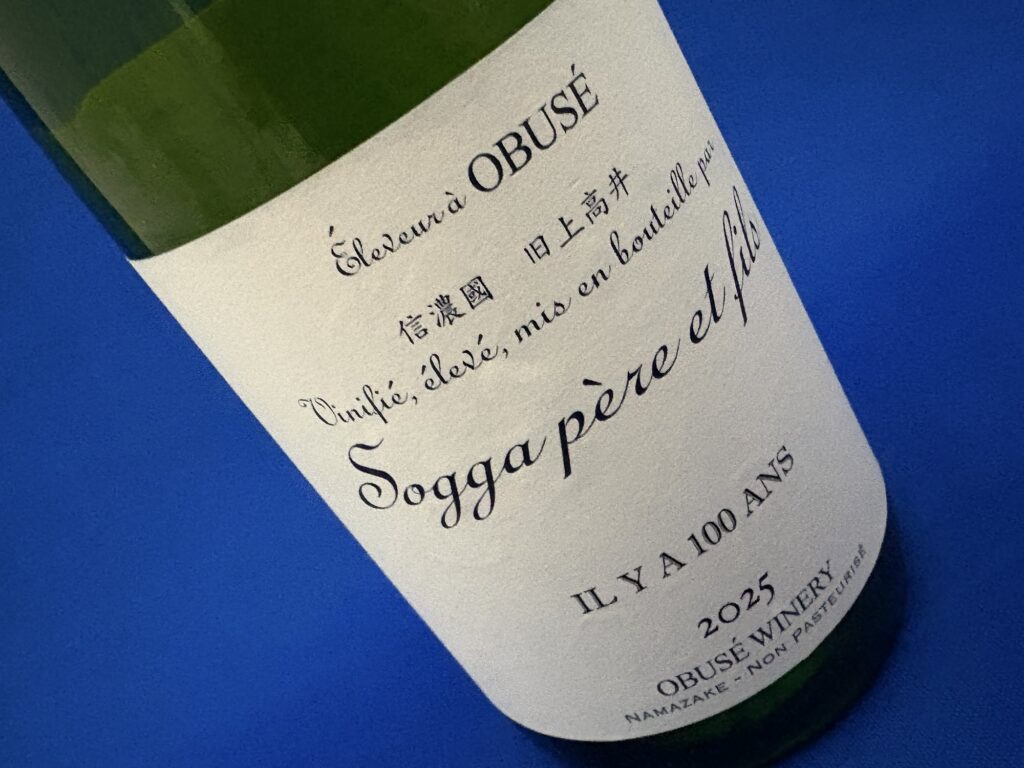 Éleveur à OBUSÉ
信濃國 旧上高井
Vinifié, élevé, mis en bouteille par
Sogga père et fils
IL Y A 100 ANS
2025
OBUSÉ WINERY
NAMAZAKE - NON PASTEURISÉ